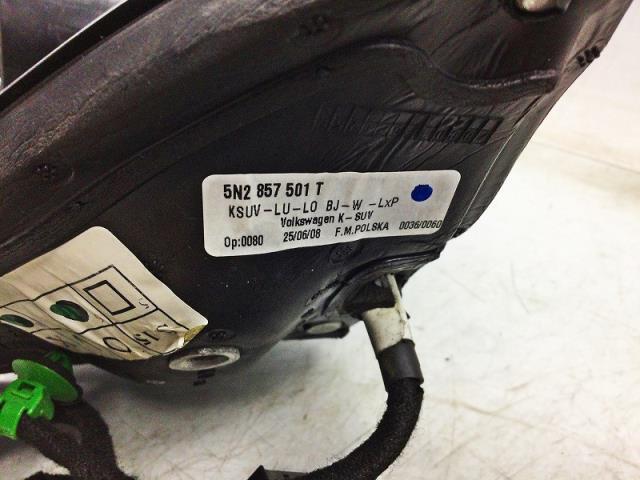 5N2 857 501 T
KSUV-LU-LO BJ-W -LxP
Volkswagen K-SUV
Op:0080 25/06/08 F.M.POLSKA 0036/0060